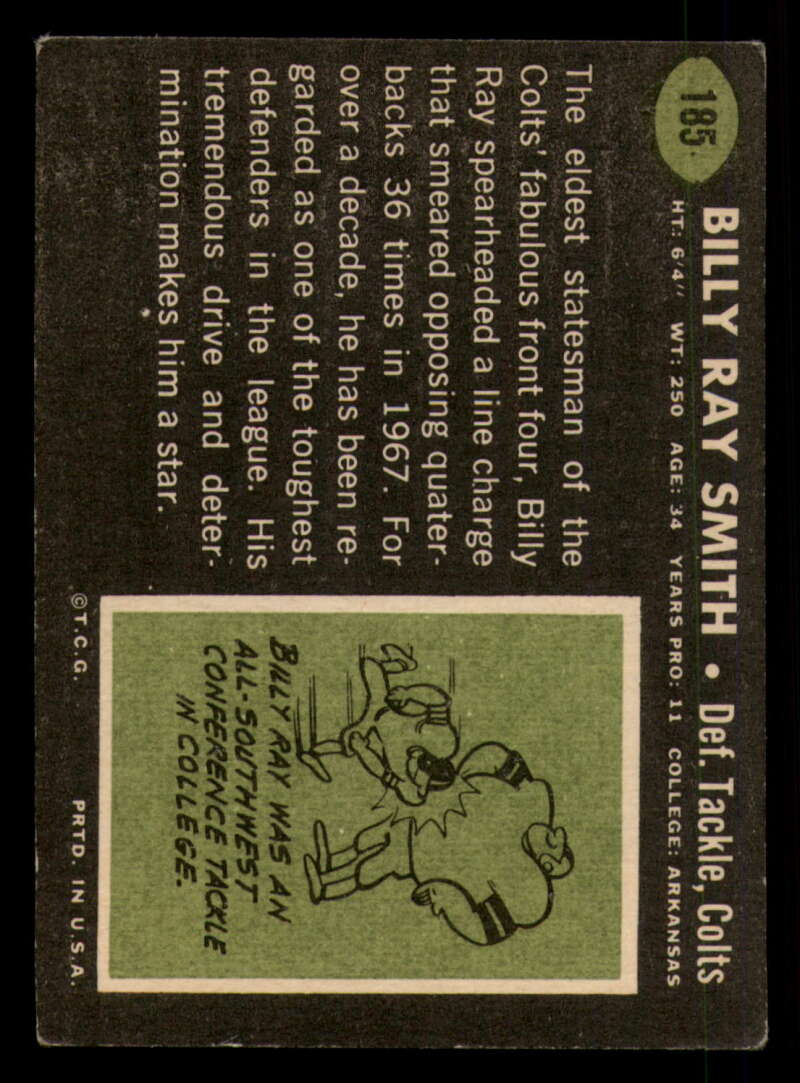 185
BILLY RAY SMITH • Def. Tackle, Colts
HT.: 6'4'' WT: 250 AGE: 34 YEARS PRO: 11 COLLEGE: ARKANSAS
The eldest statesman of the
Colts' fabulous front four, Billy
Ray spearheaded a line charge
that smeared opposing quater-
backs 36 times in 1967. For
over a decade, he has been re-
garded as one of the toughest
defenders in the league. His
tremendous drive and deter-
mination makes him a star.
BILLY RAY WAS AN
ALL-SOUTHWEST
CONFERENCE TACKLE
IN COLLEGE.
©T.C.G. PRTD. IN U.S.A.